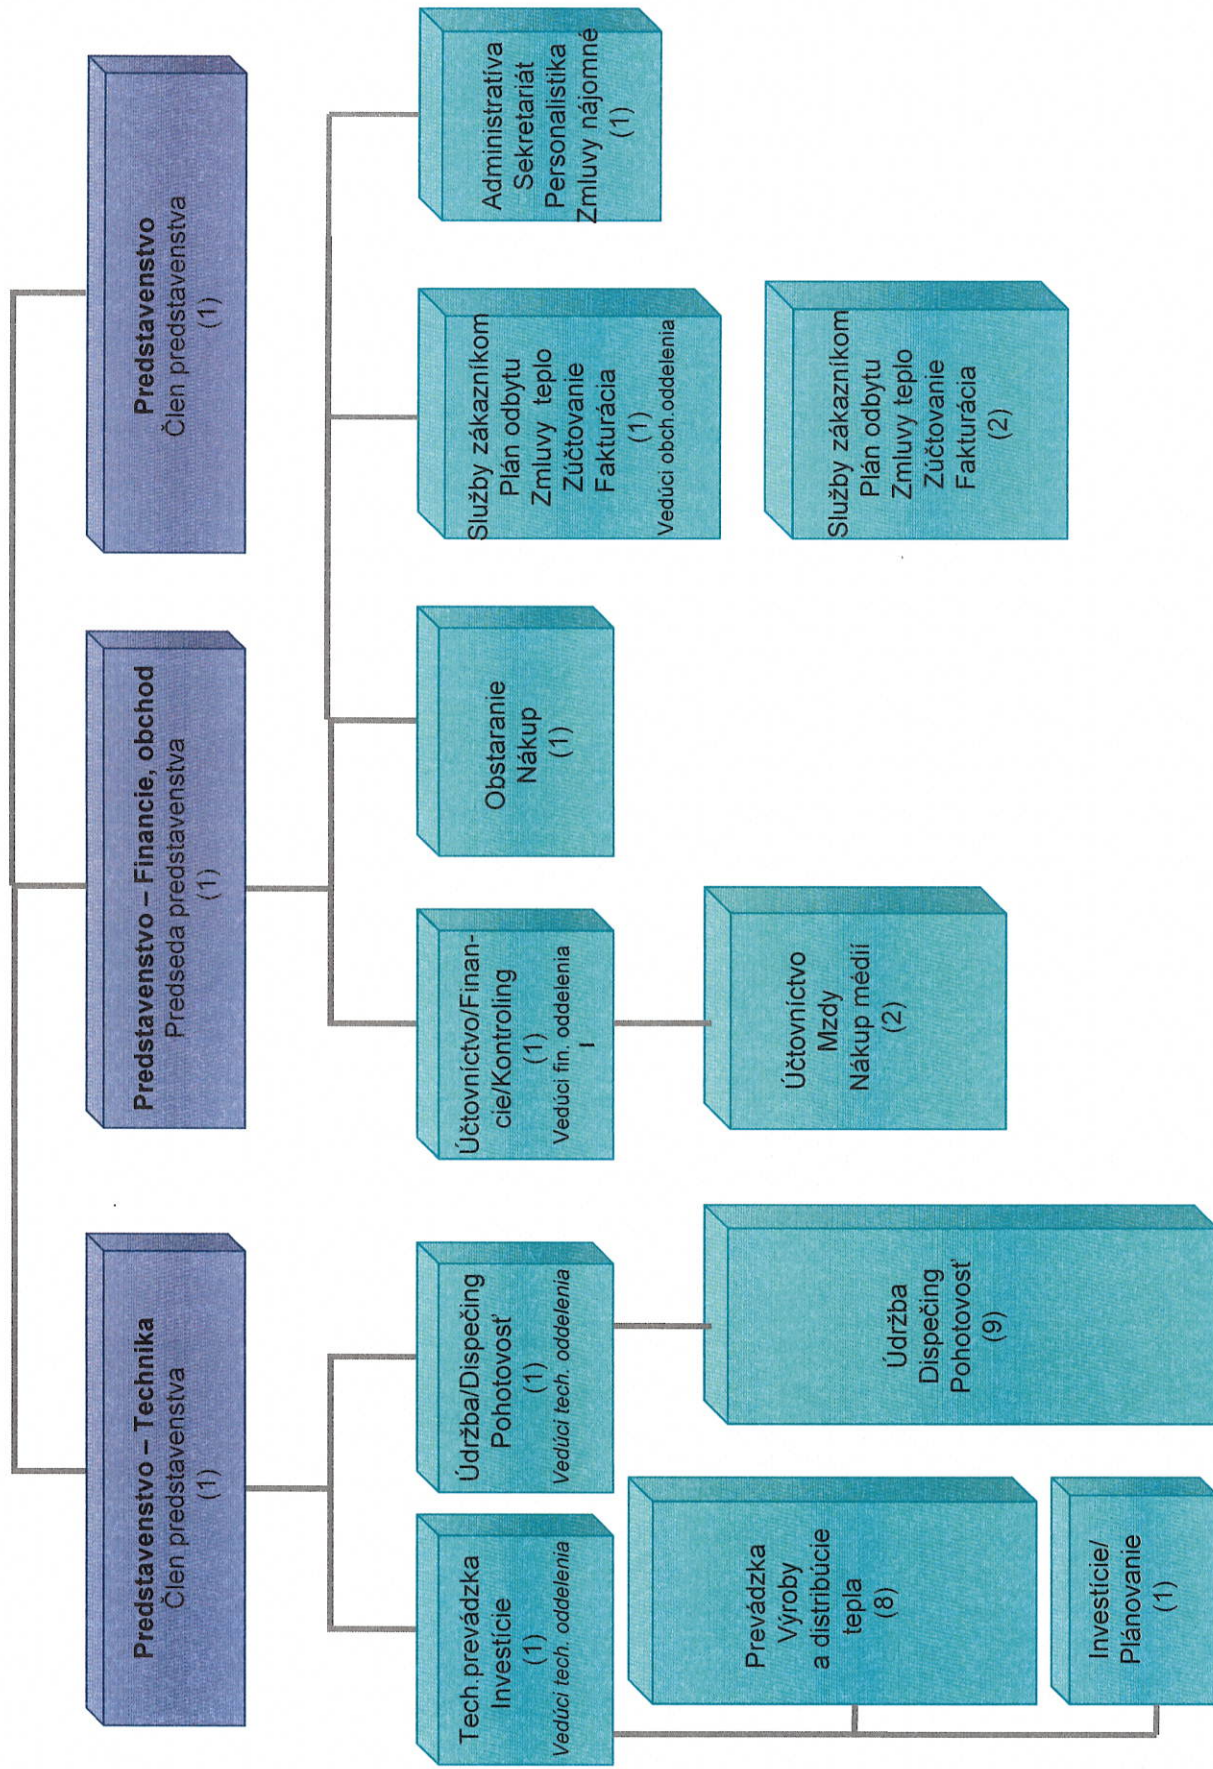 Predstavenstvo – Technika
Člen predstavenstva
(1)
Predstavenstvo – Financie, obchod
Predseda predstavenstva
(1)
Predstavenstvo
Člen predstavenstva
(1)
Tech.prevádzka
Investície
(1)
Vedúci tech. oddelenia
Údržba/Dispečing
Pohotovosť
(1)
Vedúci tech. oddelenia
Účtovníctvo/Finan-
cie/Kontroling
(1)
Vedúci fin. oddelenia
Obstaranie
Nákup
(1)
Služby zákazníkom
Plán odbytu
Zmluvy teplo
Zúčtovanie
Fakturácia
(1)
Vedúci obch.oddelenia
Administratíva
Sekretariát
Personalistika
Zmluvy nájomné
(1)
Prevádzka
Výroby
a distribúcie
tepla
(8)
Investície/
Plánovanie
(1)
Údržba
Dispečing
Pohotovosť
(9)
Účtovníctvo
Mzdy
Nákup médií
(2)
Služby zákazníkom
Plán odbytu
Zmluvy teplo
Zúčtovanie
Fakturácia
(2)